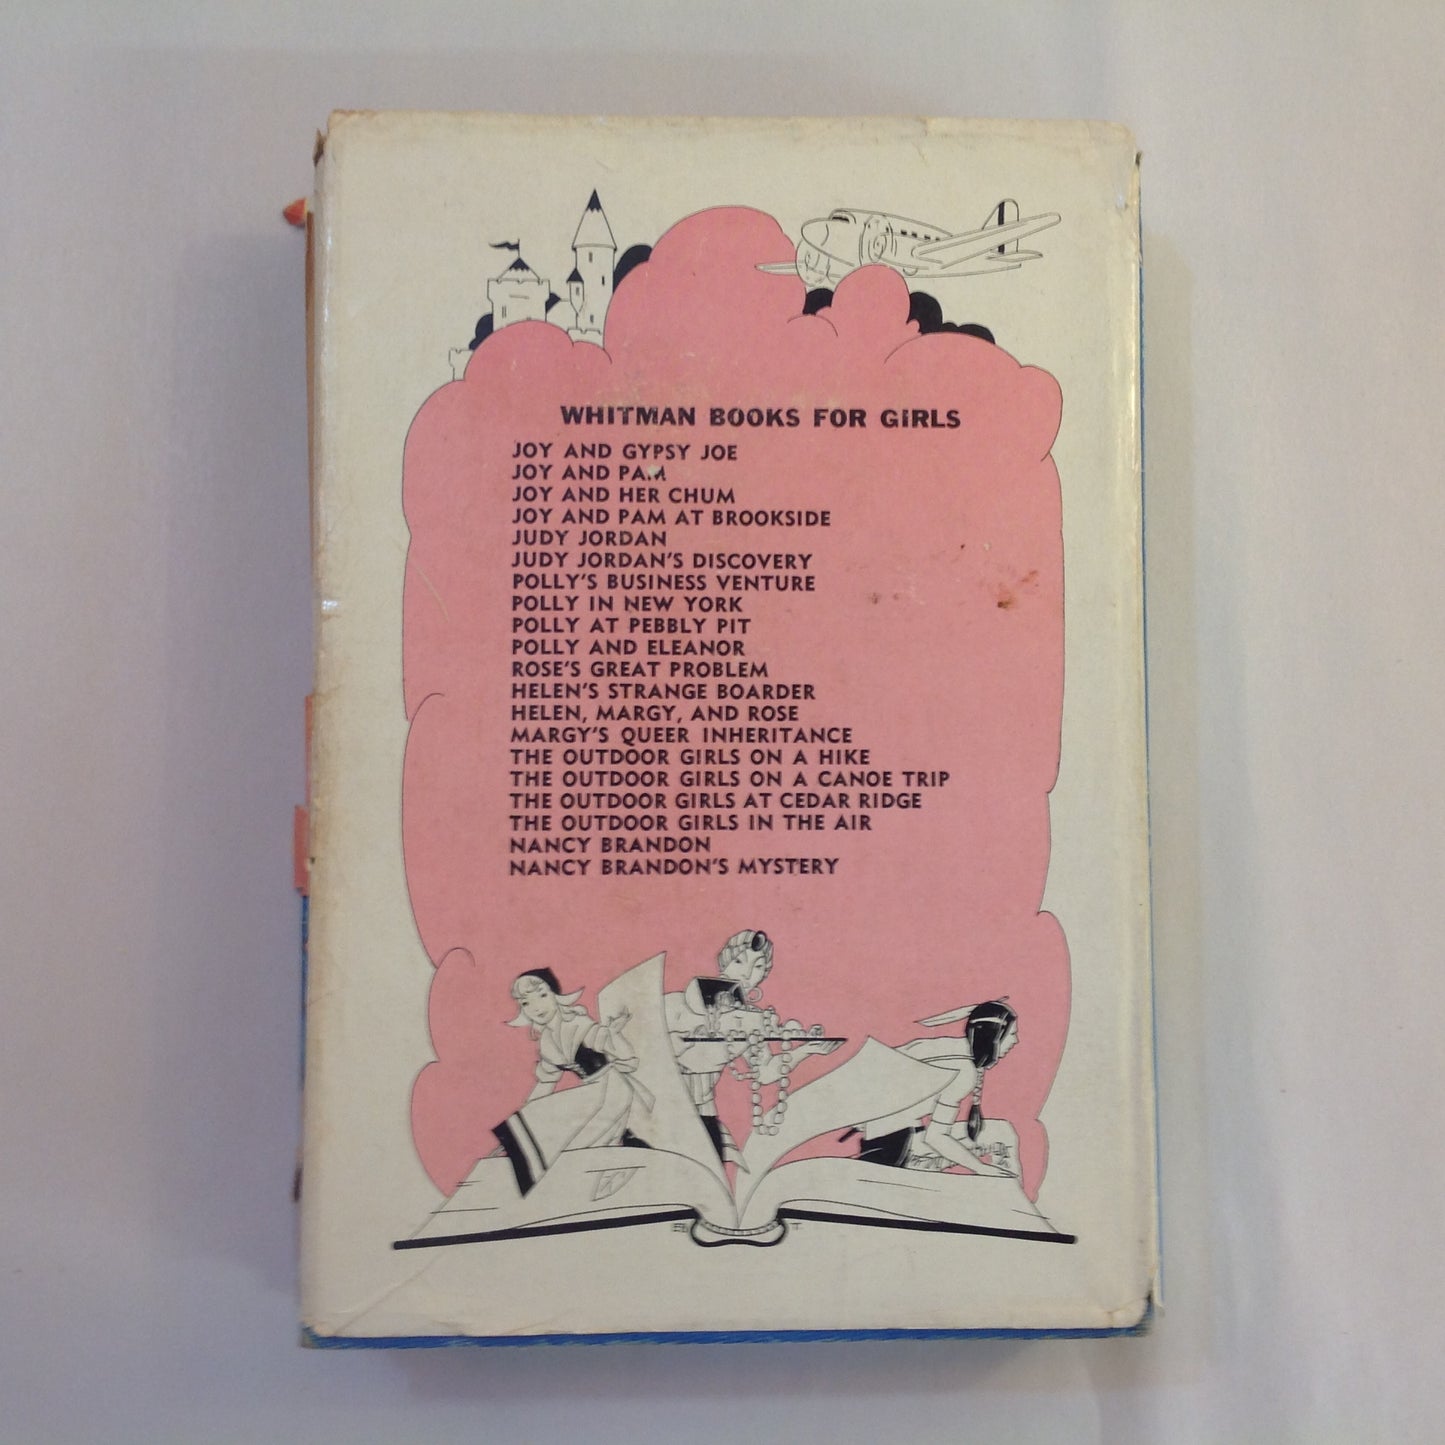 WHITMAN BOOKS FOR GIRLS
JOY AND GYPSY JOE
JOY AND PAM
JOY AND HER CHUM
JOY AND PAM AT BROOKSIDE
JUDY JORDAN
JUDY JORDAN'S DISCOVERY
POLLY'S BUSINESS VENTURE
POLLY IN NEW YORK
POLLY AT PEBBLY PIT
POLLY AND ELEANOR
ROSE'S GREAT PROBLEM
HELEN'S STRANGE BOARDER
HELEN, MARGY, AND ROSE
MARGY'S QUEER INHERITANCE
THE OUTDOOR GIRLS ON A HIKE
THE OUTDOOR GIRLS ON A CANOE TRIP
THE OUTDOOR GIRLS AT CEDAR RIDGE
THE OUTDOOR GIRLS IN THE AIR
NANCY BRANDON
NANCY BRANDON'S MYSTERY